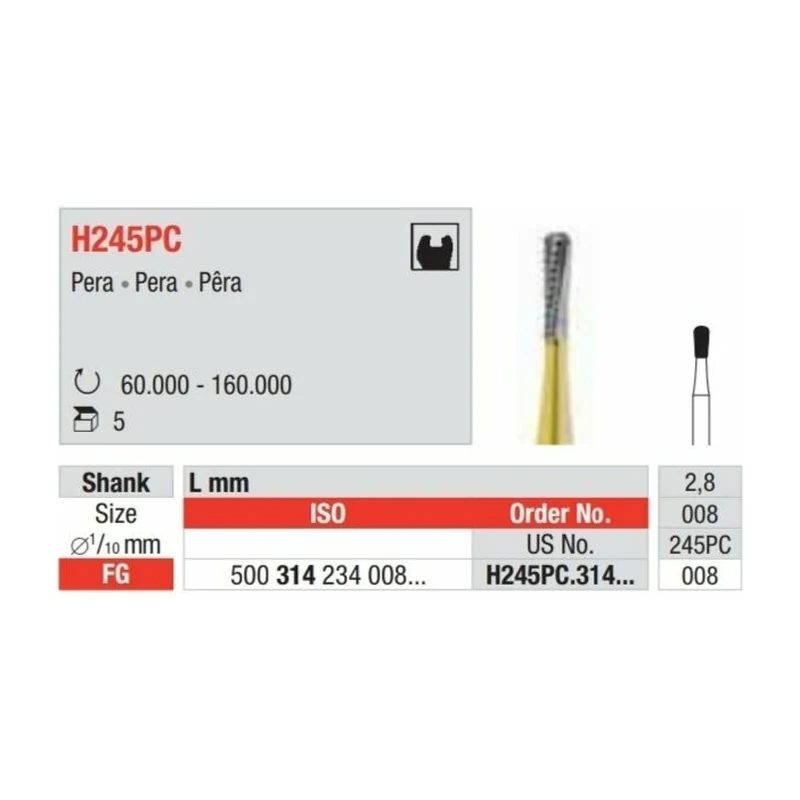 H245PC
Pera • Pera • Pêra
60.000 - 160.000
5
Shank L mm 2,8
Size ISO Order No. 008
⌀1/10 mm US No. 245PC
FG 500 314 234 008... H245PC.314... 008